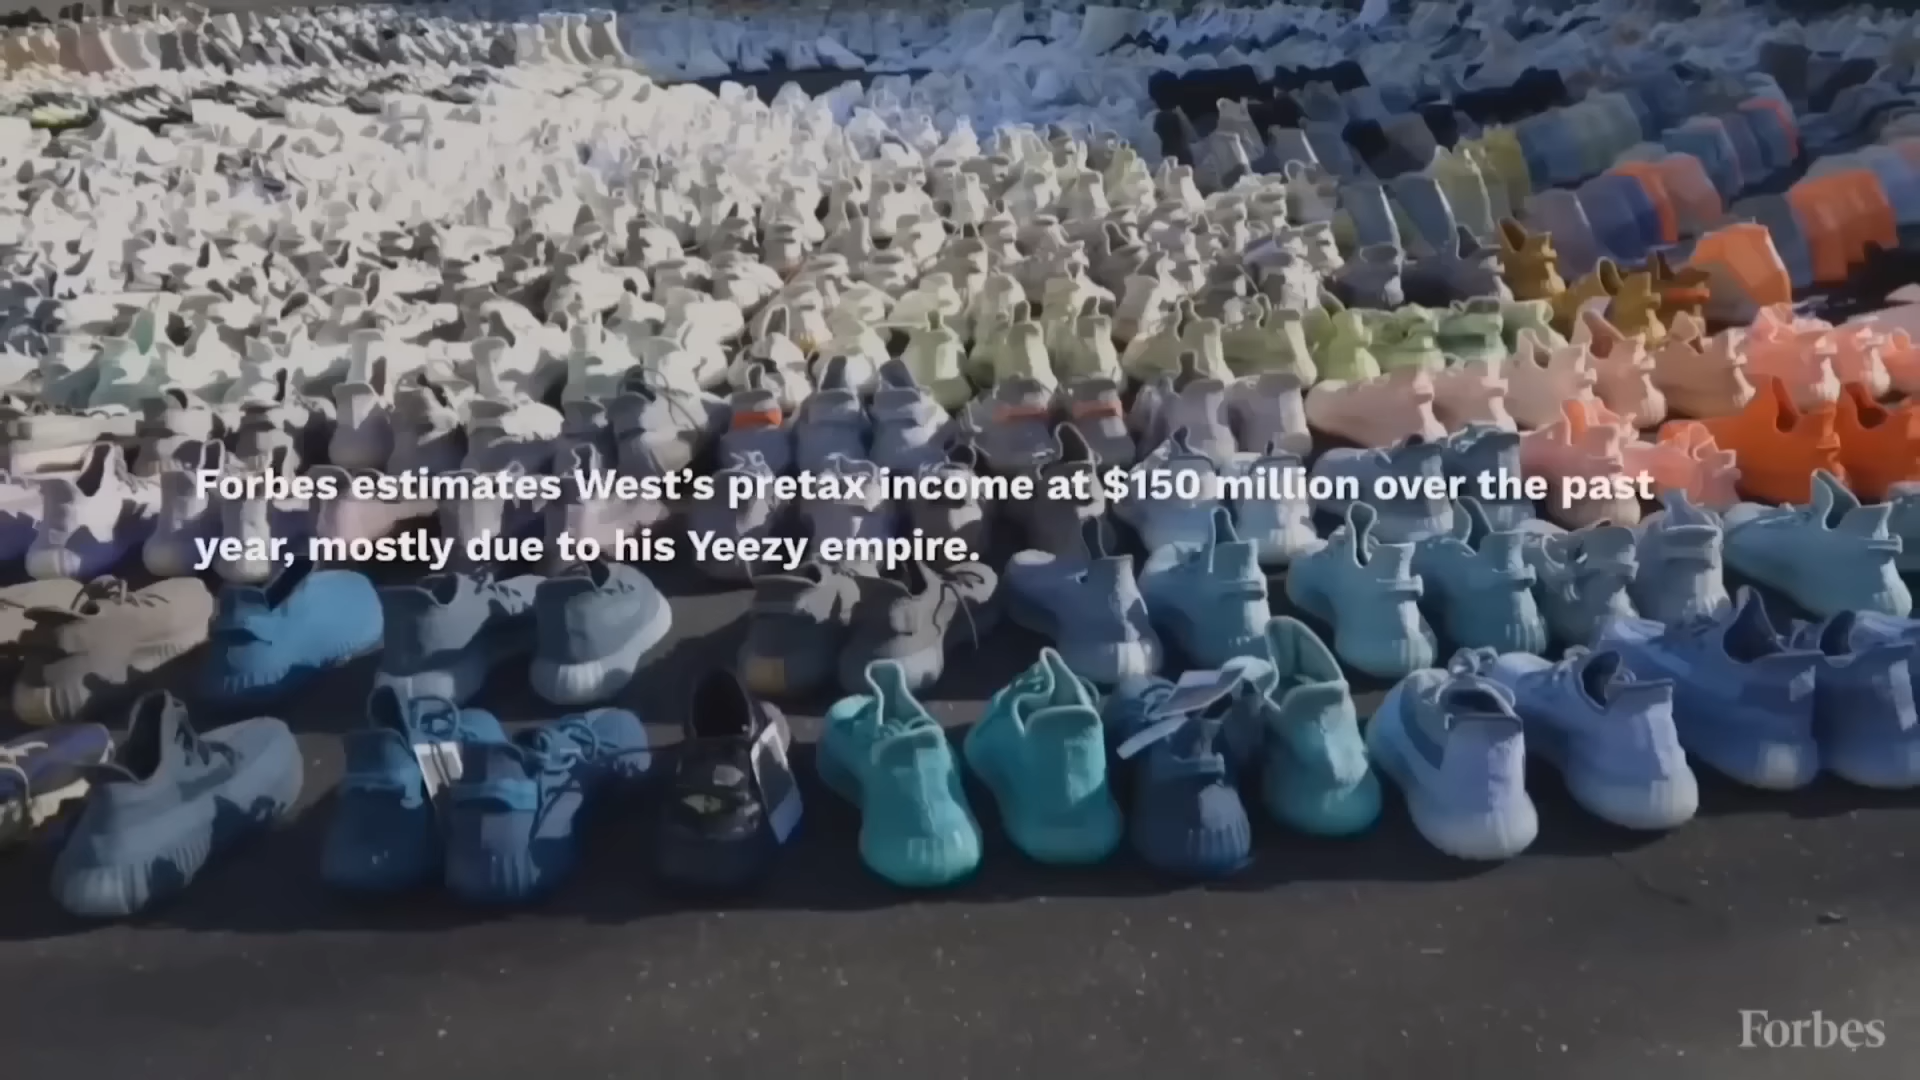 Forbes estimates West’s pretax income at $150 million over the past
year, mostly due to his Yeezy empire.
Forbes